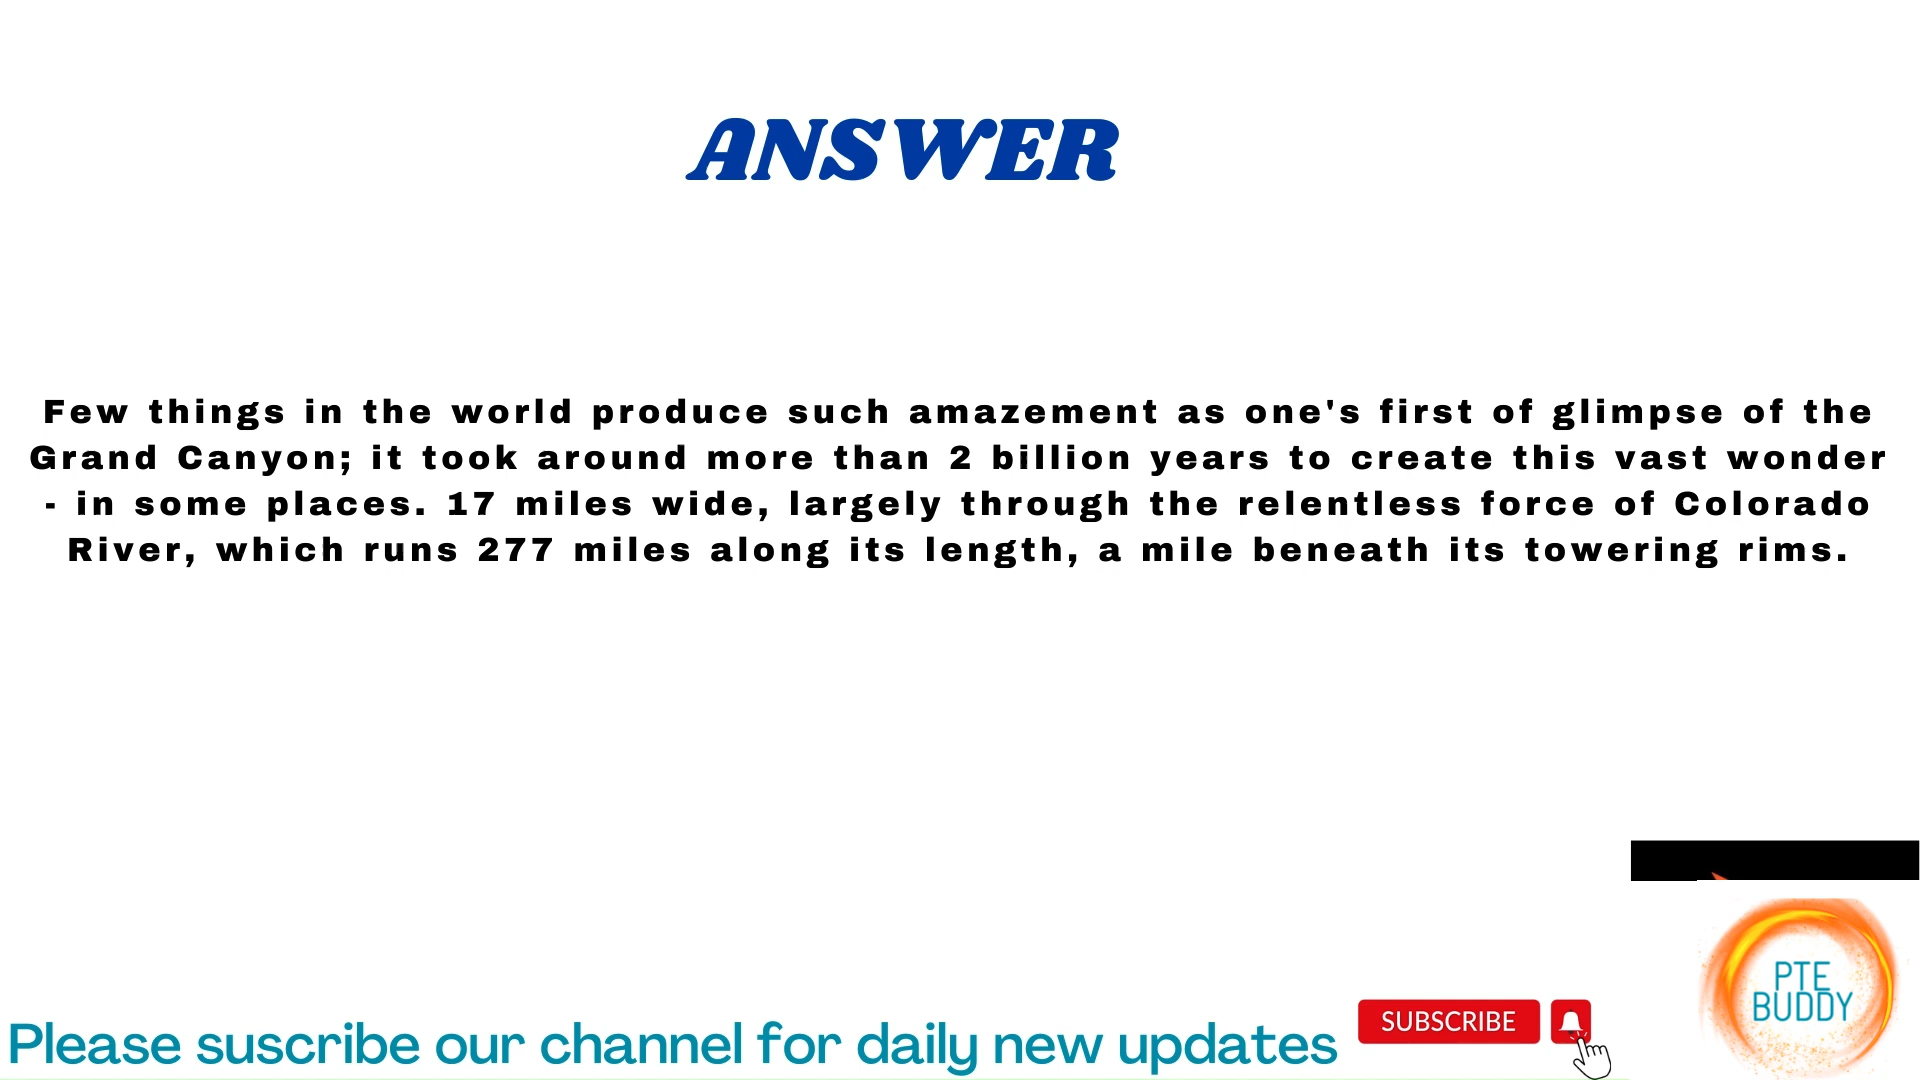 ANSWER
Few things in the world produce such amazement as one's first of glimpse of the
Grand Canyon; it took around more than 2 billion years to create this vast wonder
- in some places. 17 miles wide, largely through the relentless force of Colorado
River, which runs 277 miles along its length, a mile beneath its towering rims.
PTE
BUDDY
Please suscribe our channel for daily new updates
SUBSCRIBE